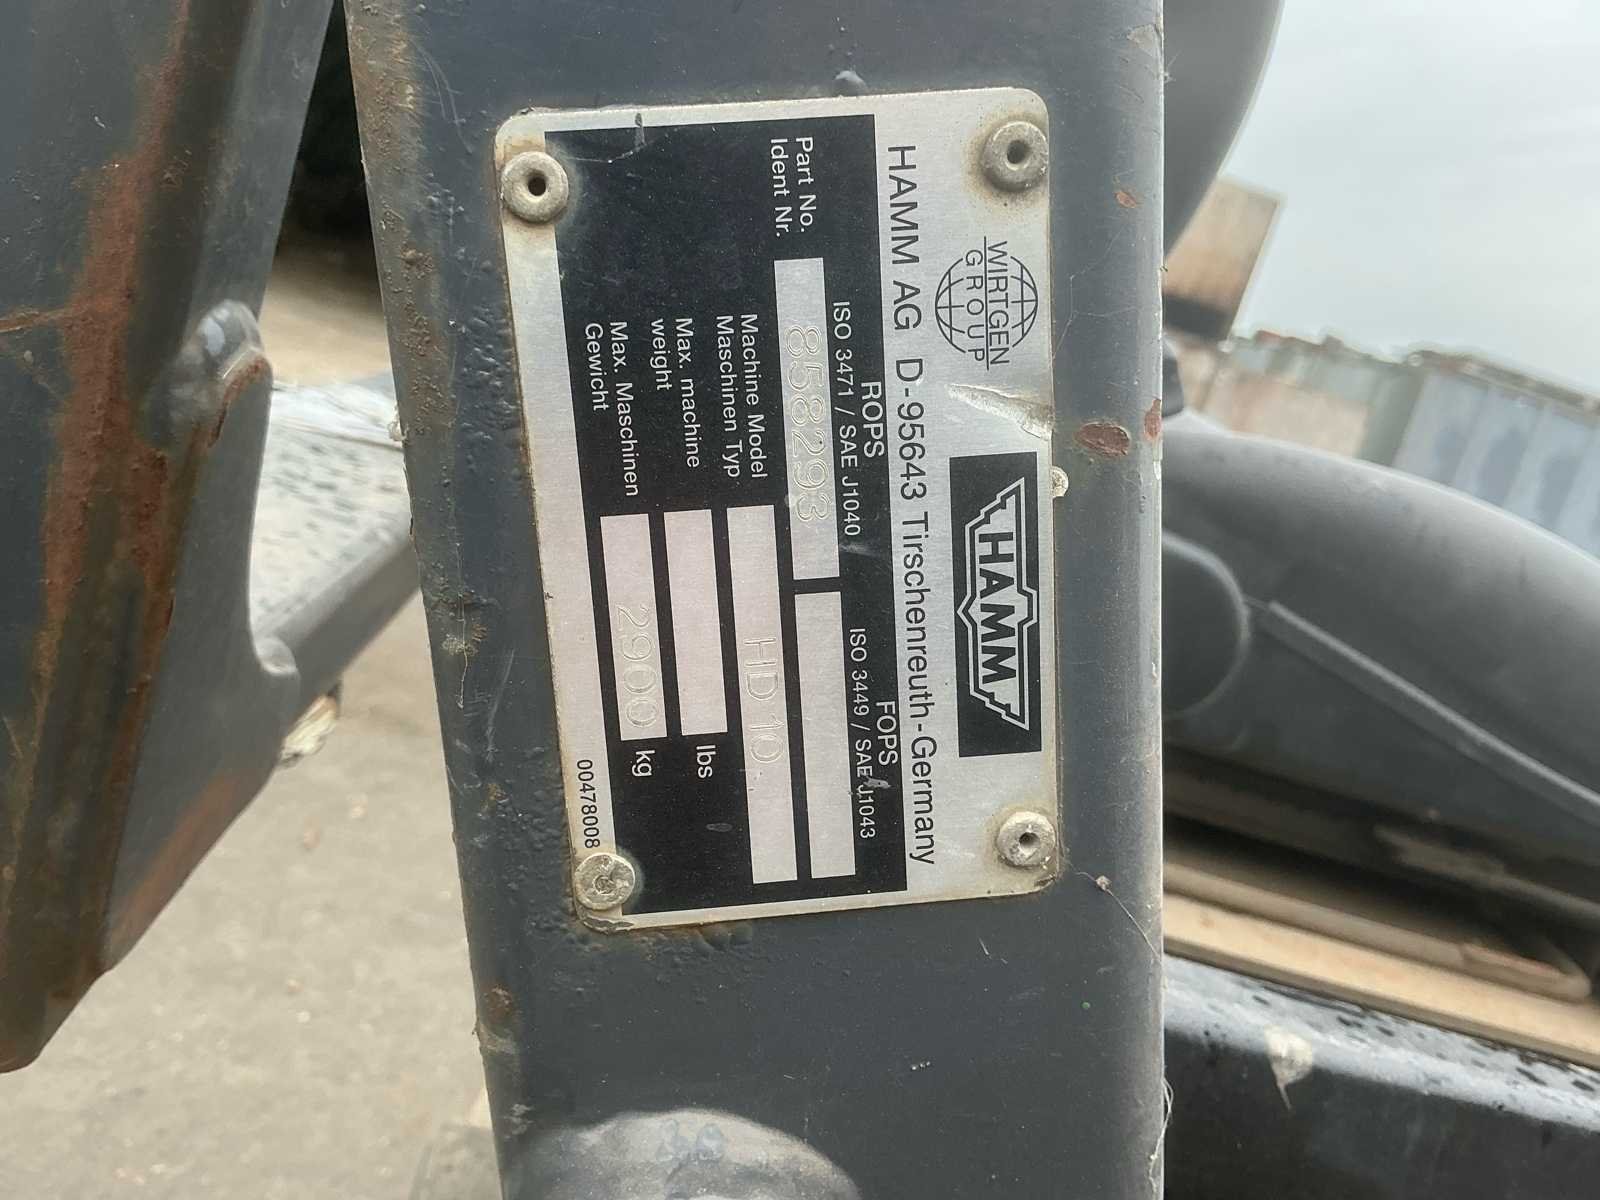 WIRTGEN
GROUP
HAMM
HAMM AG D-95643 Tirschenreuth-Germany
ROPS
ISO 3471 / SAE J1040
FOPS
ISO 3449 / SAE J1043
Part No.
Ident Nr.
858293
Machine Model
Maschinen Typ
HD 10
Max. machine
weight
lbs
Max. Maschinen
Gewicht
2900
kg
00478008